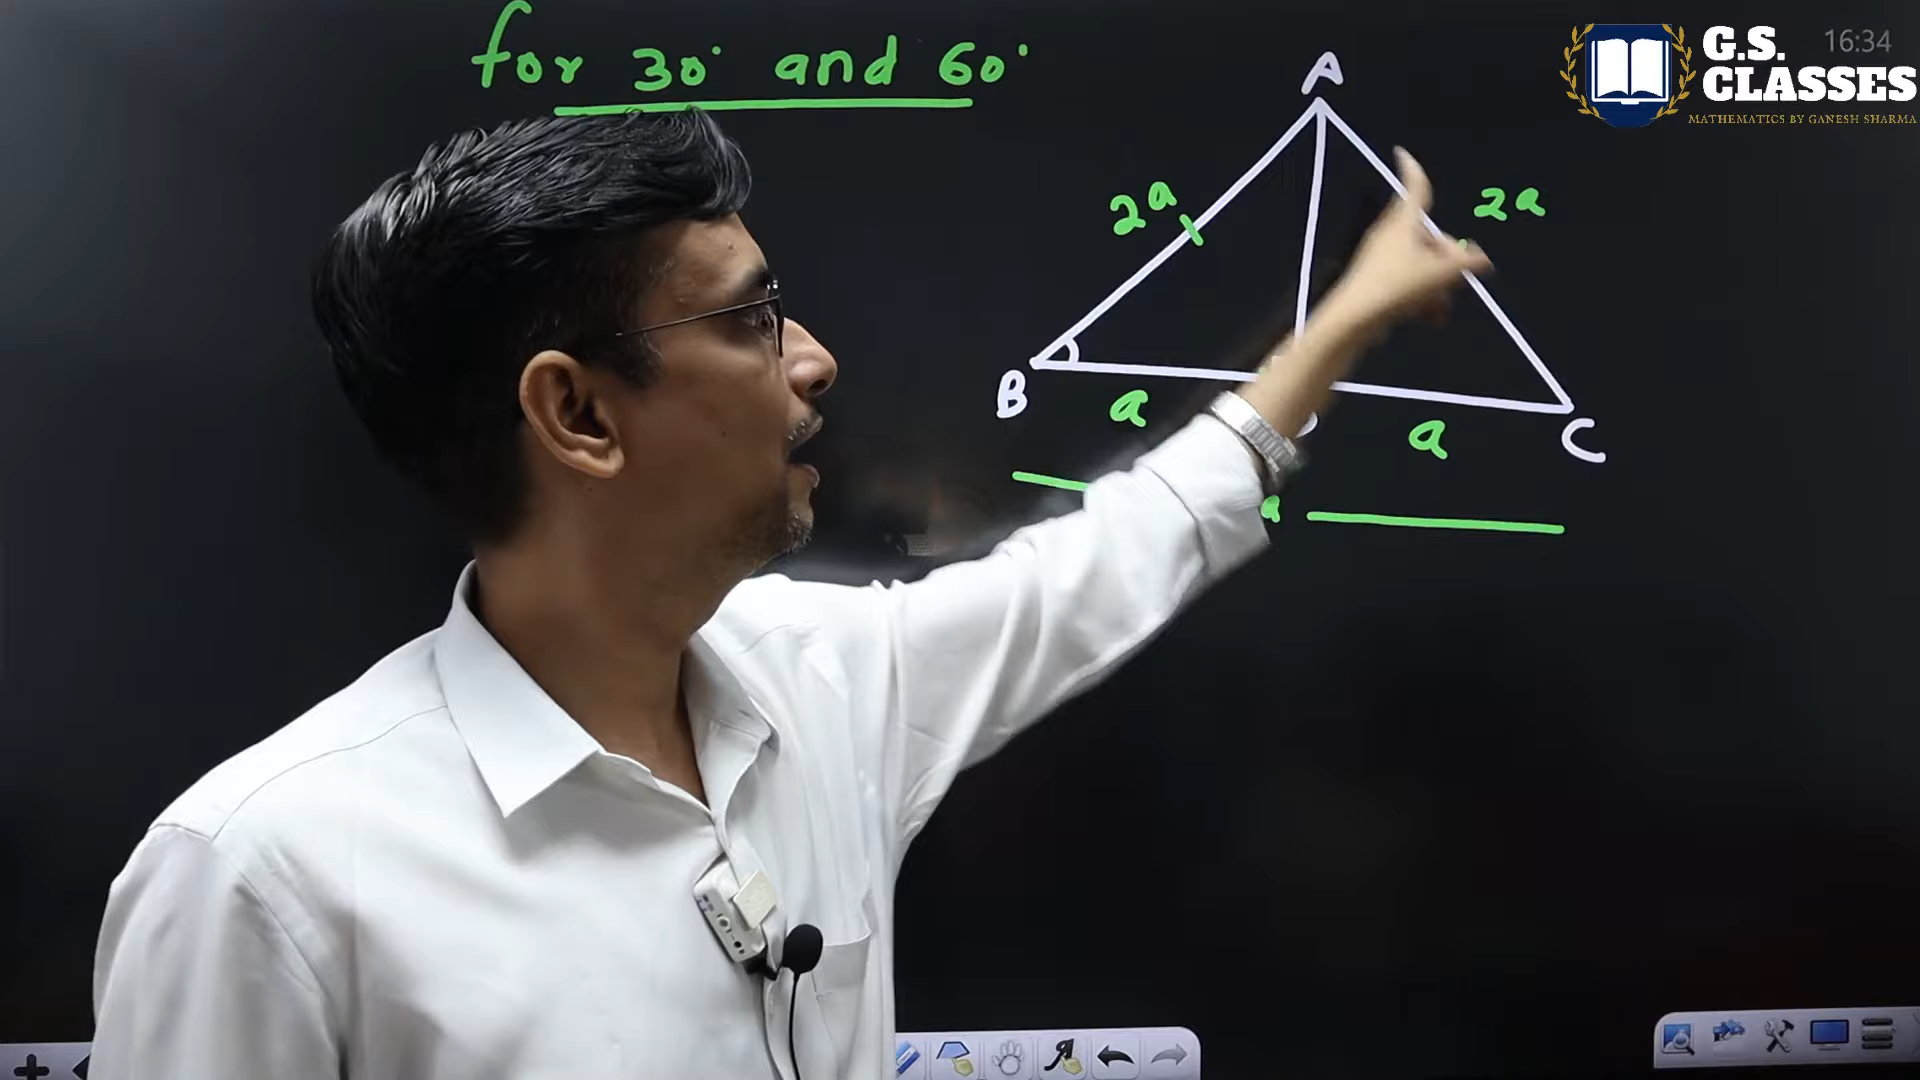 for 30° and 60°
G.S.
16:34
CLASSES
MATHEMATICS BY GANESH SHARMA
A
2a
2a
B
a
a
C
a